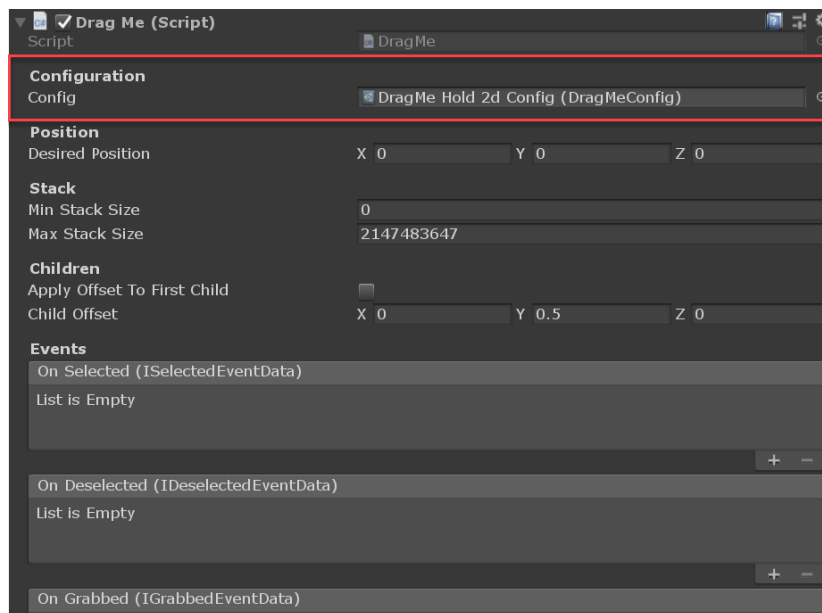 Drag Me (Script)
Script DragMe
Configuration
Config DragMe Hold 2d Config (DragMeConfig)
Position
Desired Position X 0 Y 0 Z 0
Stack
Min Stack Size 0
Max Stack Size 2147483647
Children
Apply Offset To First Child
Child Offset X 0 Y 0.5 Z 0
Events
On Selected (ISelectedEventData)
List is Empty
+ −
On Deselected (IDeselectedEventData)
List is Empty
+ −
On Grabbed (IGrabbedEventData)